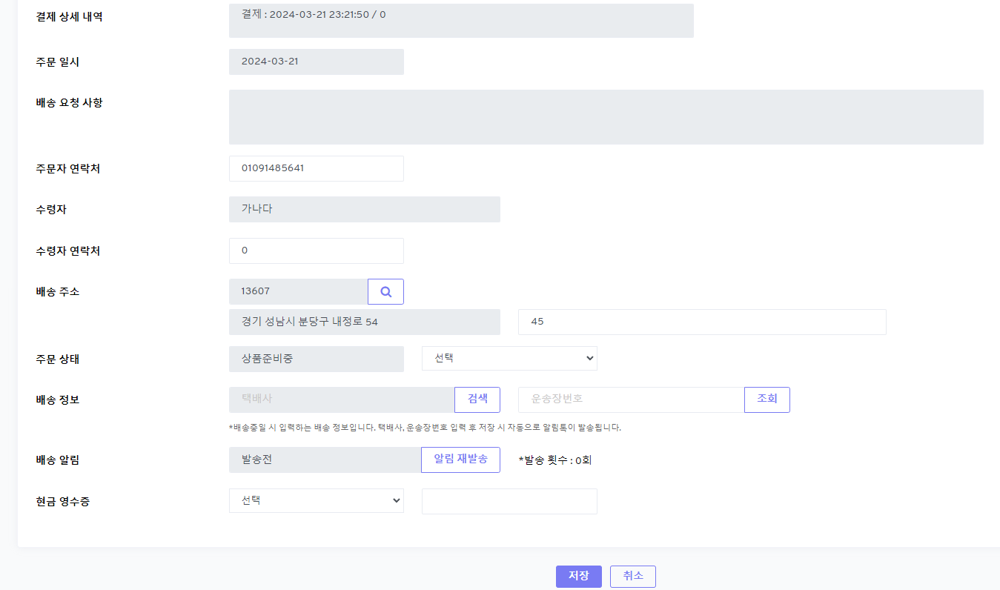 결제 상세 내역
결제 : 2024-03-21 23:21:50 / 0
주문 일시
2024-03-21
배송 요청 사항
주문자 연락처
01091485641
수령자
가나다
수령자 연락처
0
배송 주소
13607
경기 성남시 분당구 내정로 54
45
주문 상태
상품준비중
선택
배송 정보
택배사
검색
운송장번호
조회
*배송중일 시 입력하는 배송 정보입니다. 택배사, 운송장번호 입력 후 저장 시 자동으로 알림톡이 발송됩니다.
배송 알림
발송전
알림 재발송
*발송 횟수 : 0회
현금 영수증
선택
저장
취소